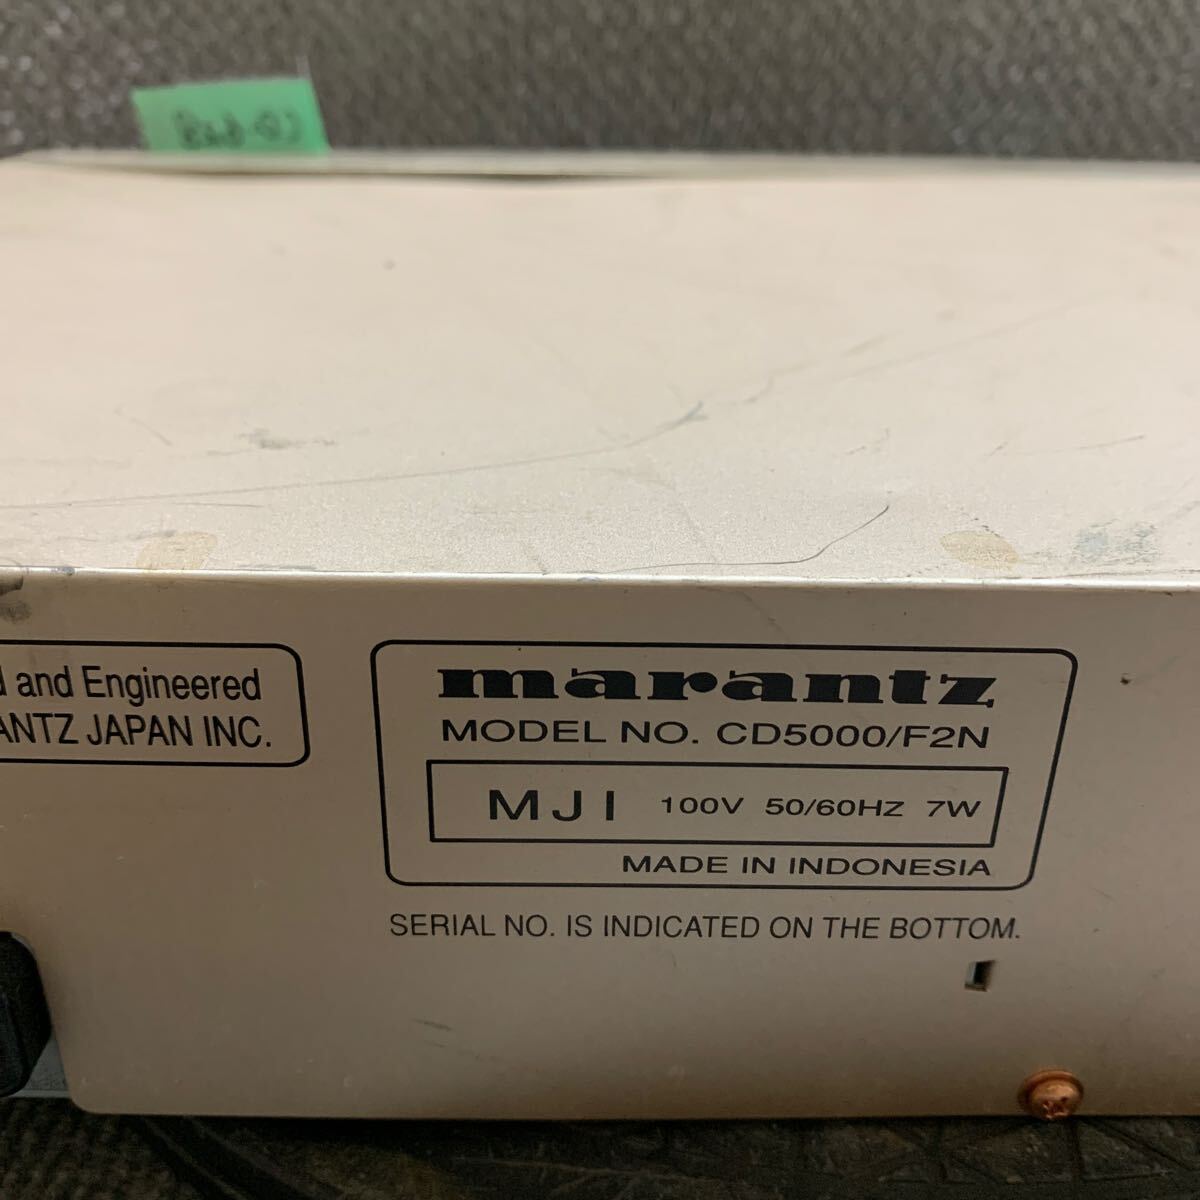 and Engineered
JAPAN INC.
marantz
MODEL NO. CD5000/F2N
MJI 100V 50/60HZ 7W
MADE IN INDONESIA
SERIAL NO. IS INDICATED ON THE BOTTOM.